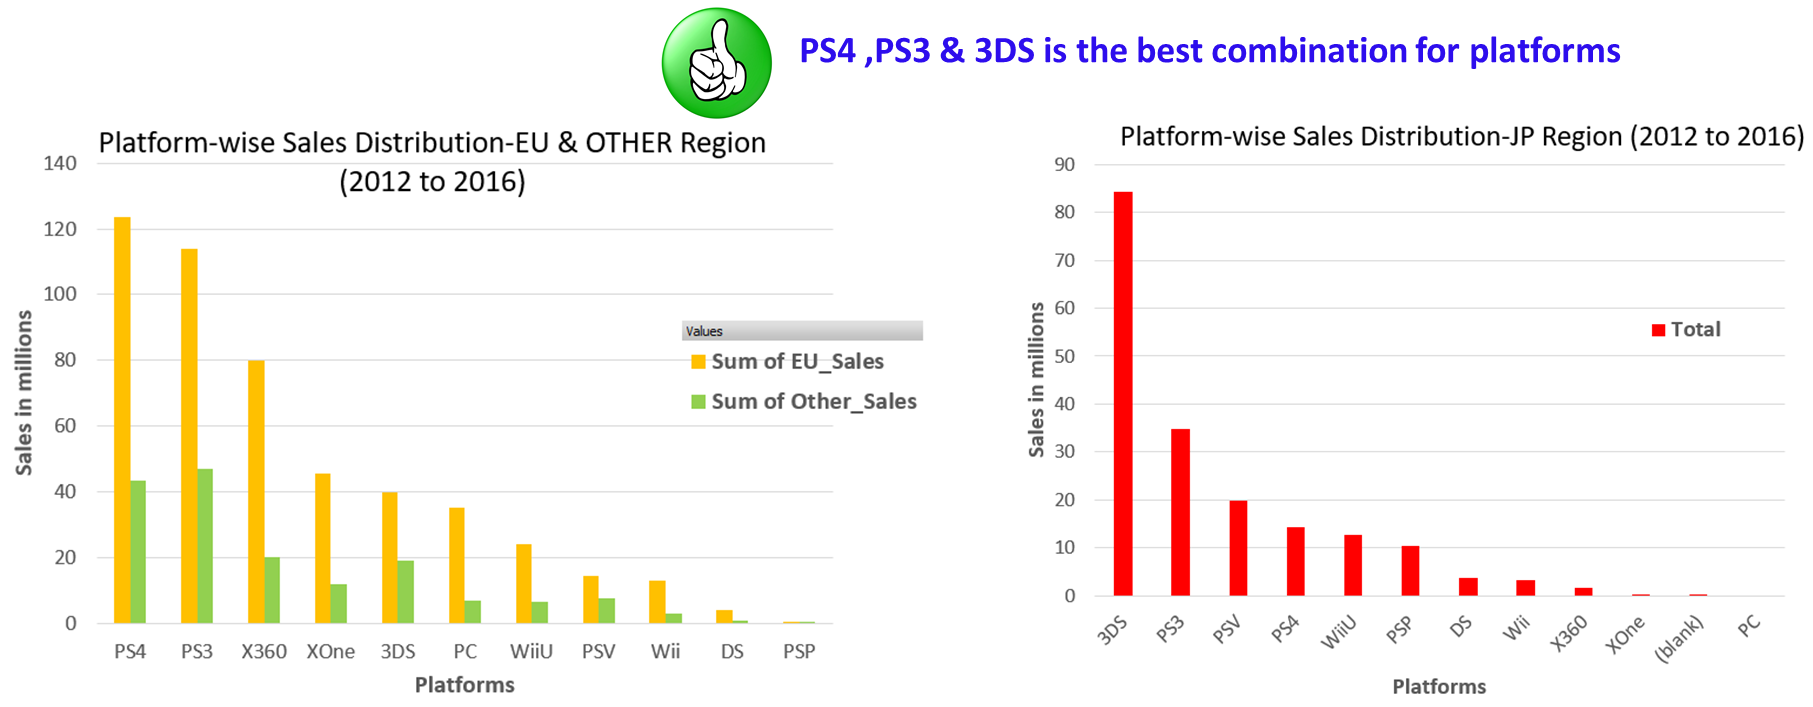 PS4 ,PS3 & 3DS is the best combination for platforms
Platform-wise Sales Distribution-EU & OTHER Region
(2012 to 2016)
140
120
100
80
60
40
20
0
Sales in millions
PS4 PS3 X360 XOne 3DS PC WiiU PSV Wii DS PSP
Platforms
Values
Sum of EU_Sales
Sum of Other_Sales
Platform-wise Sales Distribution-JP Region (2012 to 2016)
90
80
70
60
50
40
30
20
10
0
Sales in millions
3DS PS3 PSV PS4 WiiU PSP DS Wii X360 XOne (blank) PC
Platforms
Total